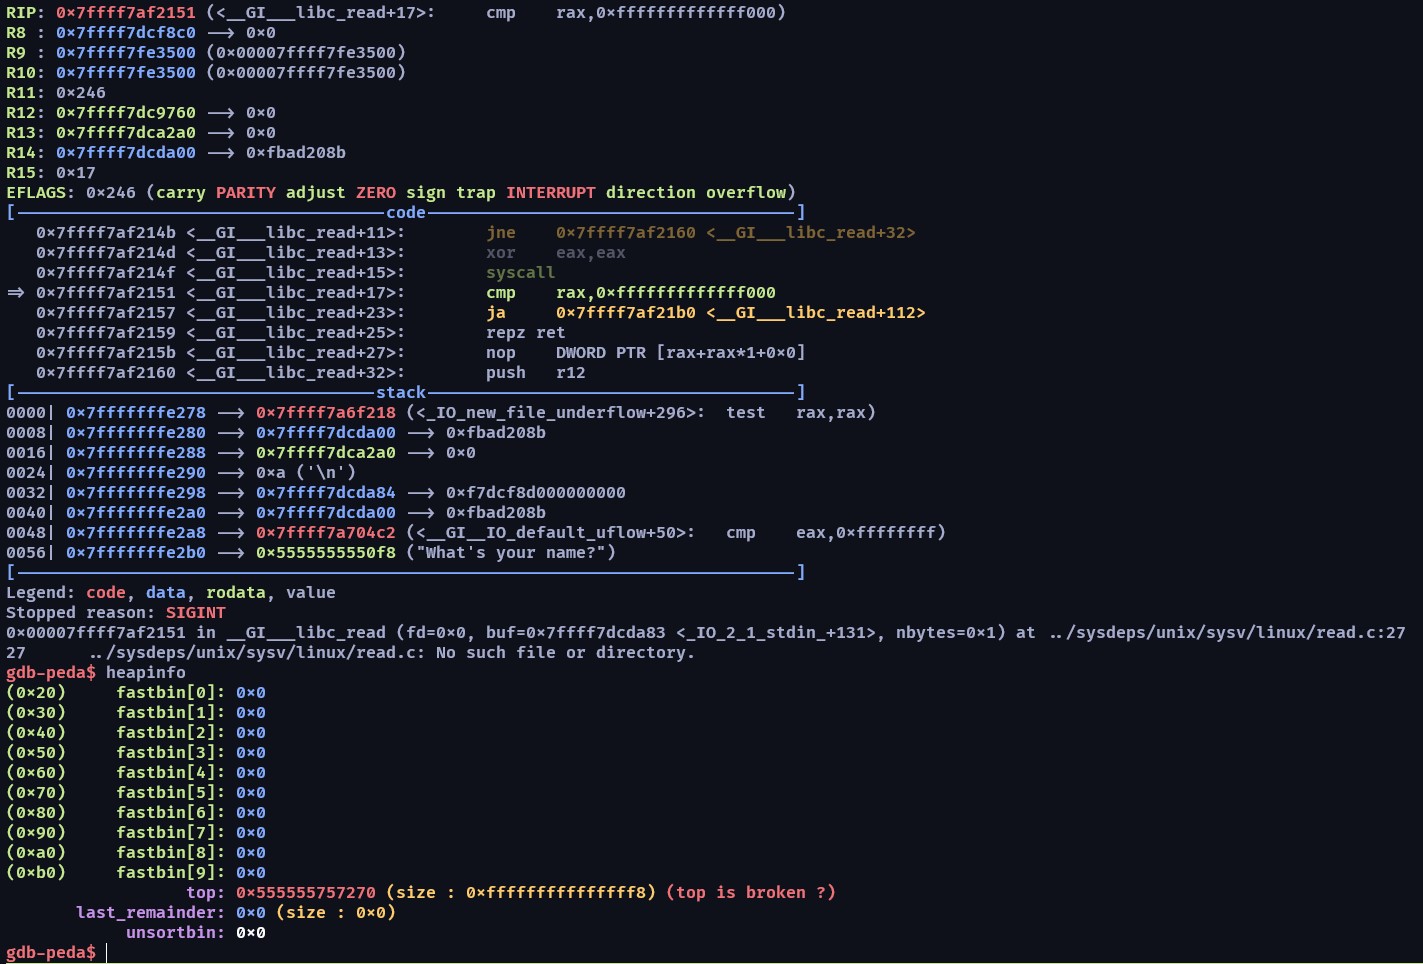 RIP: 0x7ffff7af2151 (<__GI___libc_read+17>:     cmp    rax,0xfffffffffffff000)
R8 : 0x7ffff7dcf8c0 --> 0x0
R9 : 0x7ffff7fe3500 (0x00007ffff7fe3500)
R10: 0x7ffff7fe3500 (0x00007ffff7fe3500)
R11: 0x246
R12: 0x7ffff7dc9760 --> 0x0
R13: 0x7ffff7dca2a0 --> 0x0
R14: 0x7ffff7dcda00 --> 0xfbad208b
R15: 0x17
EFLAGS: 0x246 (carry PARITY adjust ZERO sign trap INTERRUPT direction overflow)
[-------------------------------------code-------------------------------------]
   0x7ffff7af214b <__GI___libc_read+11>:        jne    0x7ffff7af2160 <__GI___libc_read+32>
   0x7ffff7af214d <__GI___libc_read+13>:        xor    eax,eax
   0x7ffff7af214f <__GI___libc_read+15>:        syscall
=> 0x7ffff7af2151 <__GI___libc_read+17>:        cmp    rax,0xfffffffffffff000
   0x7ffff7af2157 <__GI___libc_read+23>:        ja     0x7ffff7af21b0 <__GI___libc_read+112>
   0x7ffff7af2159 <__GI___libc_read+25>:        repz ret
   0x7ffff7af215b <__GI___libc_read+27>:        nop    DWORD PTR [rax+rax*1+0x0]
   0x7ffff7af2160 <__GI___libc_read+32>:        push   r12
[------------------------------------stack-------------------------------------]
0000| 0x7fffffffe278 --> 0x7ffff7a6f218 (<_IO_new_file_underflow+296>:  test   rax,rax)
0008| 0x7fffffffe280 --> 0x7ffff7dcda00 --> 0xfbad208b
0016| 0x7fffffffe288 --> 0x7ffff7dca2a0 --> 0x0
0024| 0x7fffffffe290 --> 0xa ('\n')
0032| 0x7fffffffe298 --> 0x7ffff7dcda84 --> 0xf7dcf8d000000000
0040| 0x7fffffffe2a0 --> 0x7ffff7dcda00 --> 0xfbad208b
0048| 0x7fffffffe2a8 --> 0x7ffff7a704c2 (<__GI__IO_default_uflow+50>:   cmp    eax,0xffffffff)
0056| 0x7fffffffe2b0 --> 0x5555555550f8 ("What's your name?")
[------------------------------------------------------------------------------]
Legend: code, data, rodata, value
Stopped reason: SIGINT
0x00007ffff7af2151 in __GI___libc_read (fd=0x0, buf=0x7ffff7dcda83 <_IO_2_1_stdin_+131>, nbytes=0x1) at ../sysdeps/unix/sysv/linux/read.c:27
27      ../sysdeps/unix/sysv/linux/read.c: No such file or directory.
gdb-peda$ heapinfo
(0x20)     fastbin[0]: 0x0
(0x30)     fastbin[1]: 0x0
(0x40)     fastbin[2]: 0x0
(0x50)     fastbin[3]: 0x0
(0x60)     fastbin[4]: 0x0
(0x70)     fastbin[5]: 0x0
(0x80)     fastbin[6]: 0x0
(0x90)     fastbin[7]: 0x0
(0xa0)     fastbin[8]: 0x0
(0xb0)     fastbin[9]: 0x0
                  top: 0x555555757270 (size : 0xfffffffffffffff8) (top is broken ?)
       last_remainder: 0x0 (size : 0x0)
            unsortbin: 0x0
gdb-peda$